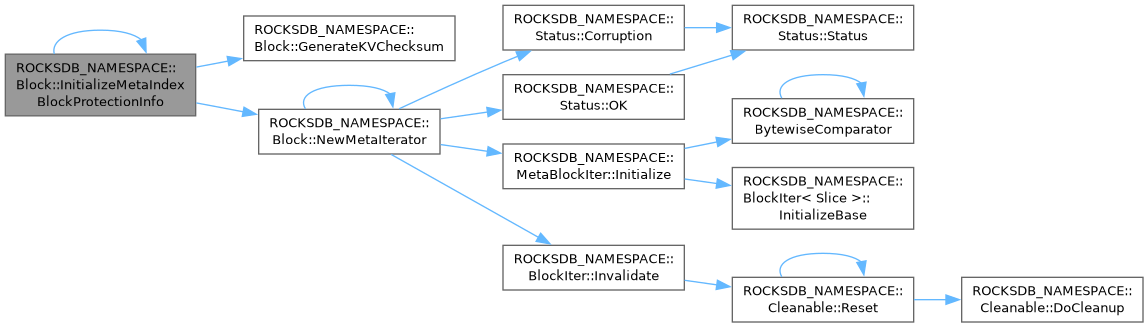 ROCKSDB_NAMESPACE::
Block::InitializeMetaIndex
BlockProtectionInfo
ROCKSDB_NAMESPACE::
Block::GenerateKVChecksum
ROCKSDB_NAMESPACE::
Block::NewMetaIterator
ROCKSDB_NAMESPACE::
Status::Corruption
ROCKSDB_NAMESPACE::
Status::OK
ROCKSDB_NAMESPACE::
MetaBlockIter::Initialize
ROCKSDB_NAMESPACE::
BlockIter::Invalidate
ROCKSDB_NAMESPACE::
Status::Status
ROCKSDB_NAMESPACE::
BytewiseComparator
ROCKSDB_NAMESPACE::
BlockIter< Slice >::
InitializeBase
ROCKSDB_NAMESPACE::
Cleanable::Reset
ROCKSDB_NAMESPACE::
Cleanable::DoCleanup